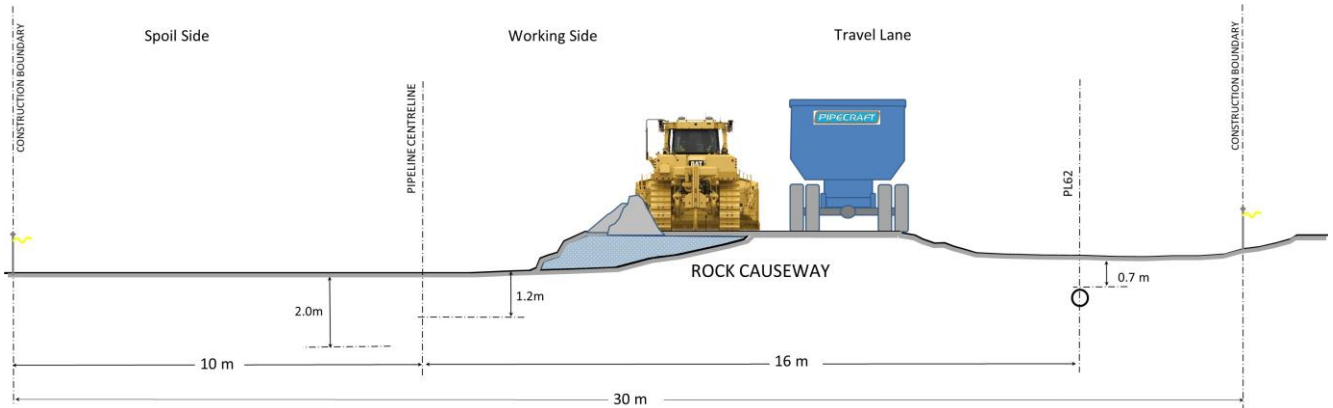 Spoil Side
Working Side
Travel Lane
CONSTRUCTION BOUNDARY
PIPELINE CENTRELINE
PIPECRAFT
CAT
PL62
CONSTRUCTION BOUNDARY
ROCK CAUSEWAY
2.0m
1.2m
0.7 m
10 m
16 m
30 m